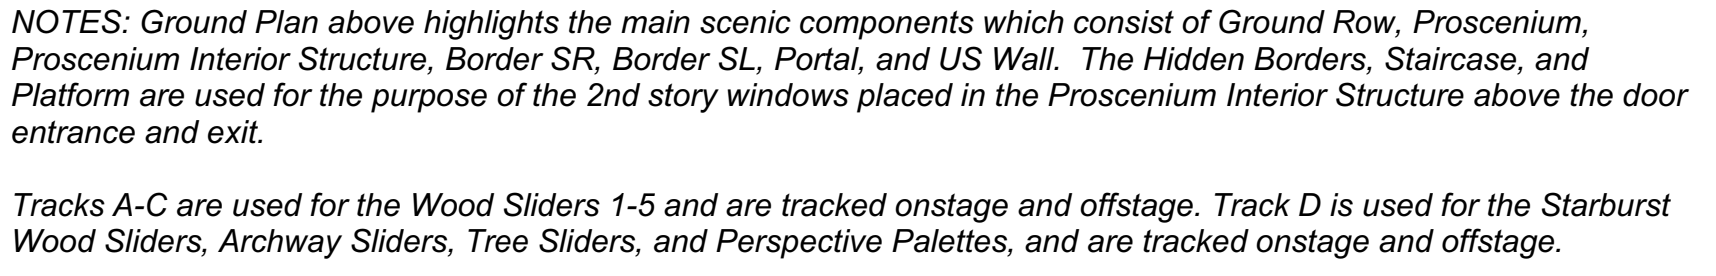 NOTES: Ground Plan above highlights the main scenic components which consist of Ground Row, Proscenium,
Proscenium Interior Structure, Border SR, Border SL, Portal, and US Wall.  The Hidden Borders, Staircase, and
Platform are used for the purpose of the 2nd story windows placed in the Proscenium Interior Structure above the door
entrance and exit.

Tracks A-C are used for the Wood Sliders 1-5 and are tracked onstage and offstage. Track D is used for the Starburst
Wood Sliders, Archway Sliders, Tree Sliders, and Perspective Palettes, and are tracked onstage and offstage.